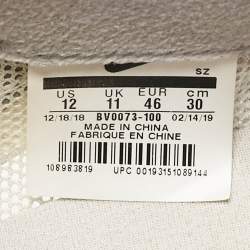 SZ
US UK EUR cm
12 11 46 30
12/18/18 BV0073-100 02/14/19
MADE IN CHINA
FABRIQUE EN CHINE
UPC 00193151089144